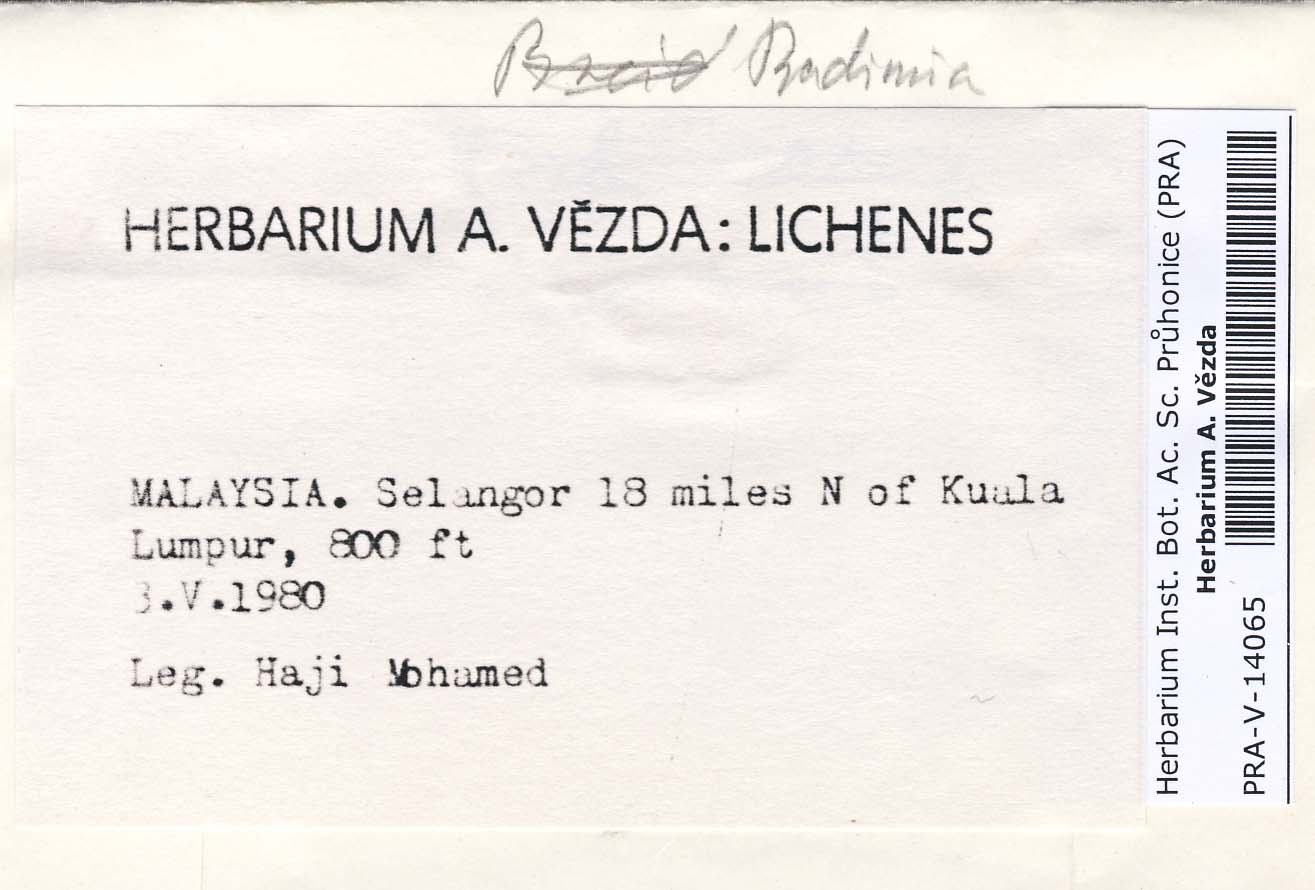 Badimia
HERBARIUM A. VĚZDA: LICHENES
MALAYSIA. Selangor 18 miles N of Kuala
Lumpur, 800 ft
3.V.1980
Leg. Haji Mohamed
Herbarium Inst. Bot. Ac. Sc. Průhonice (PRA)
Herbarium A. Vězda
PRA-V-14065